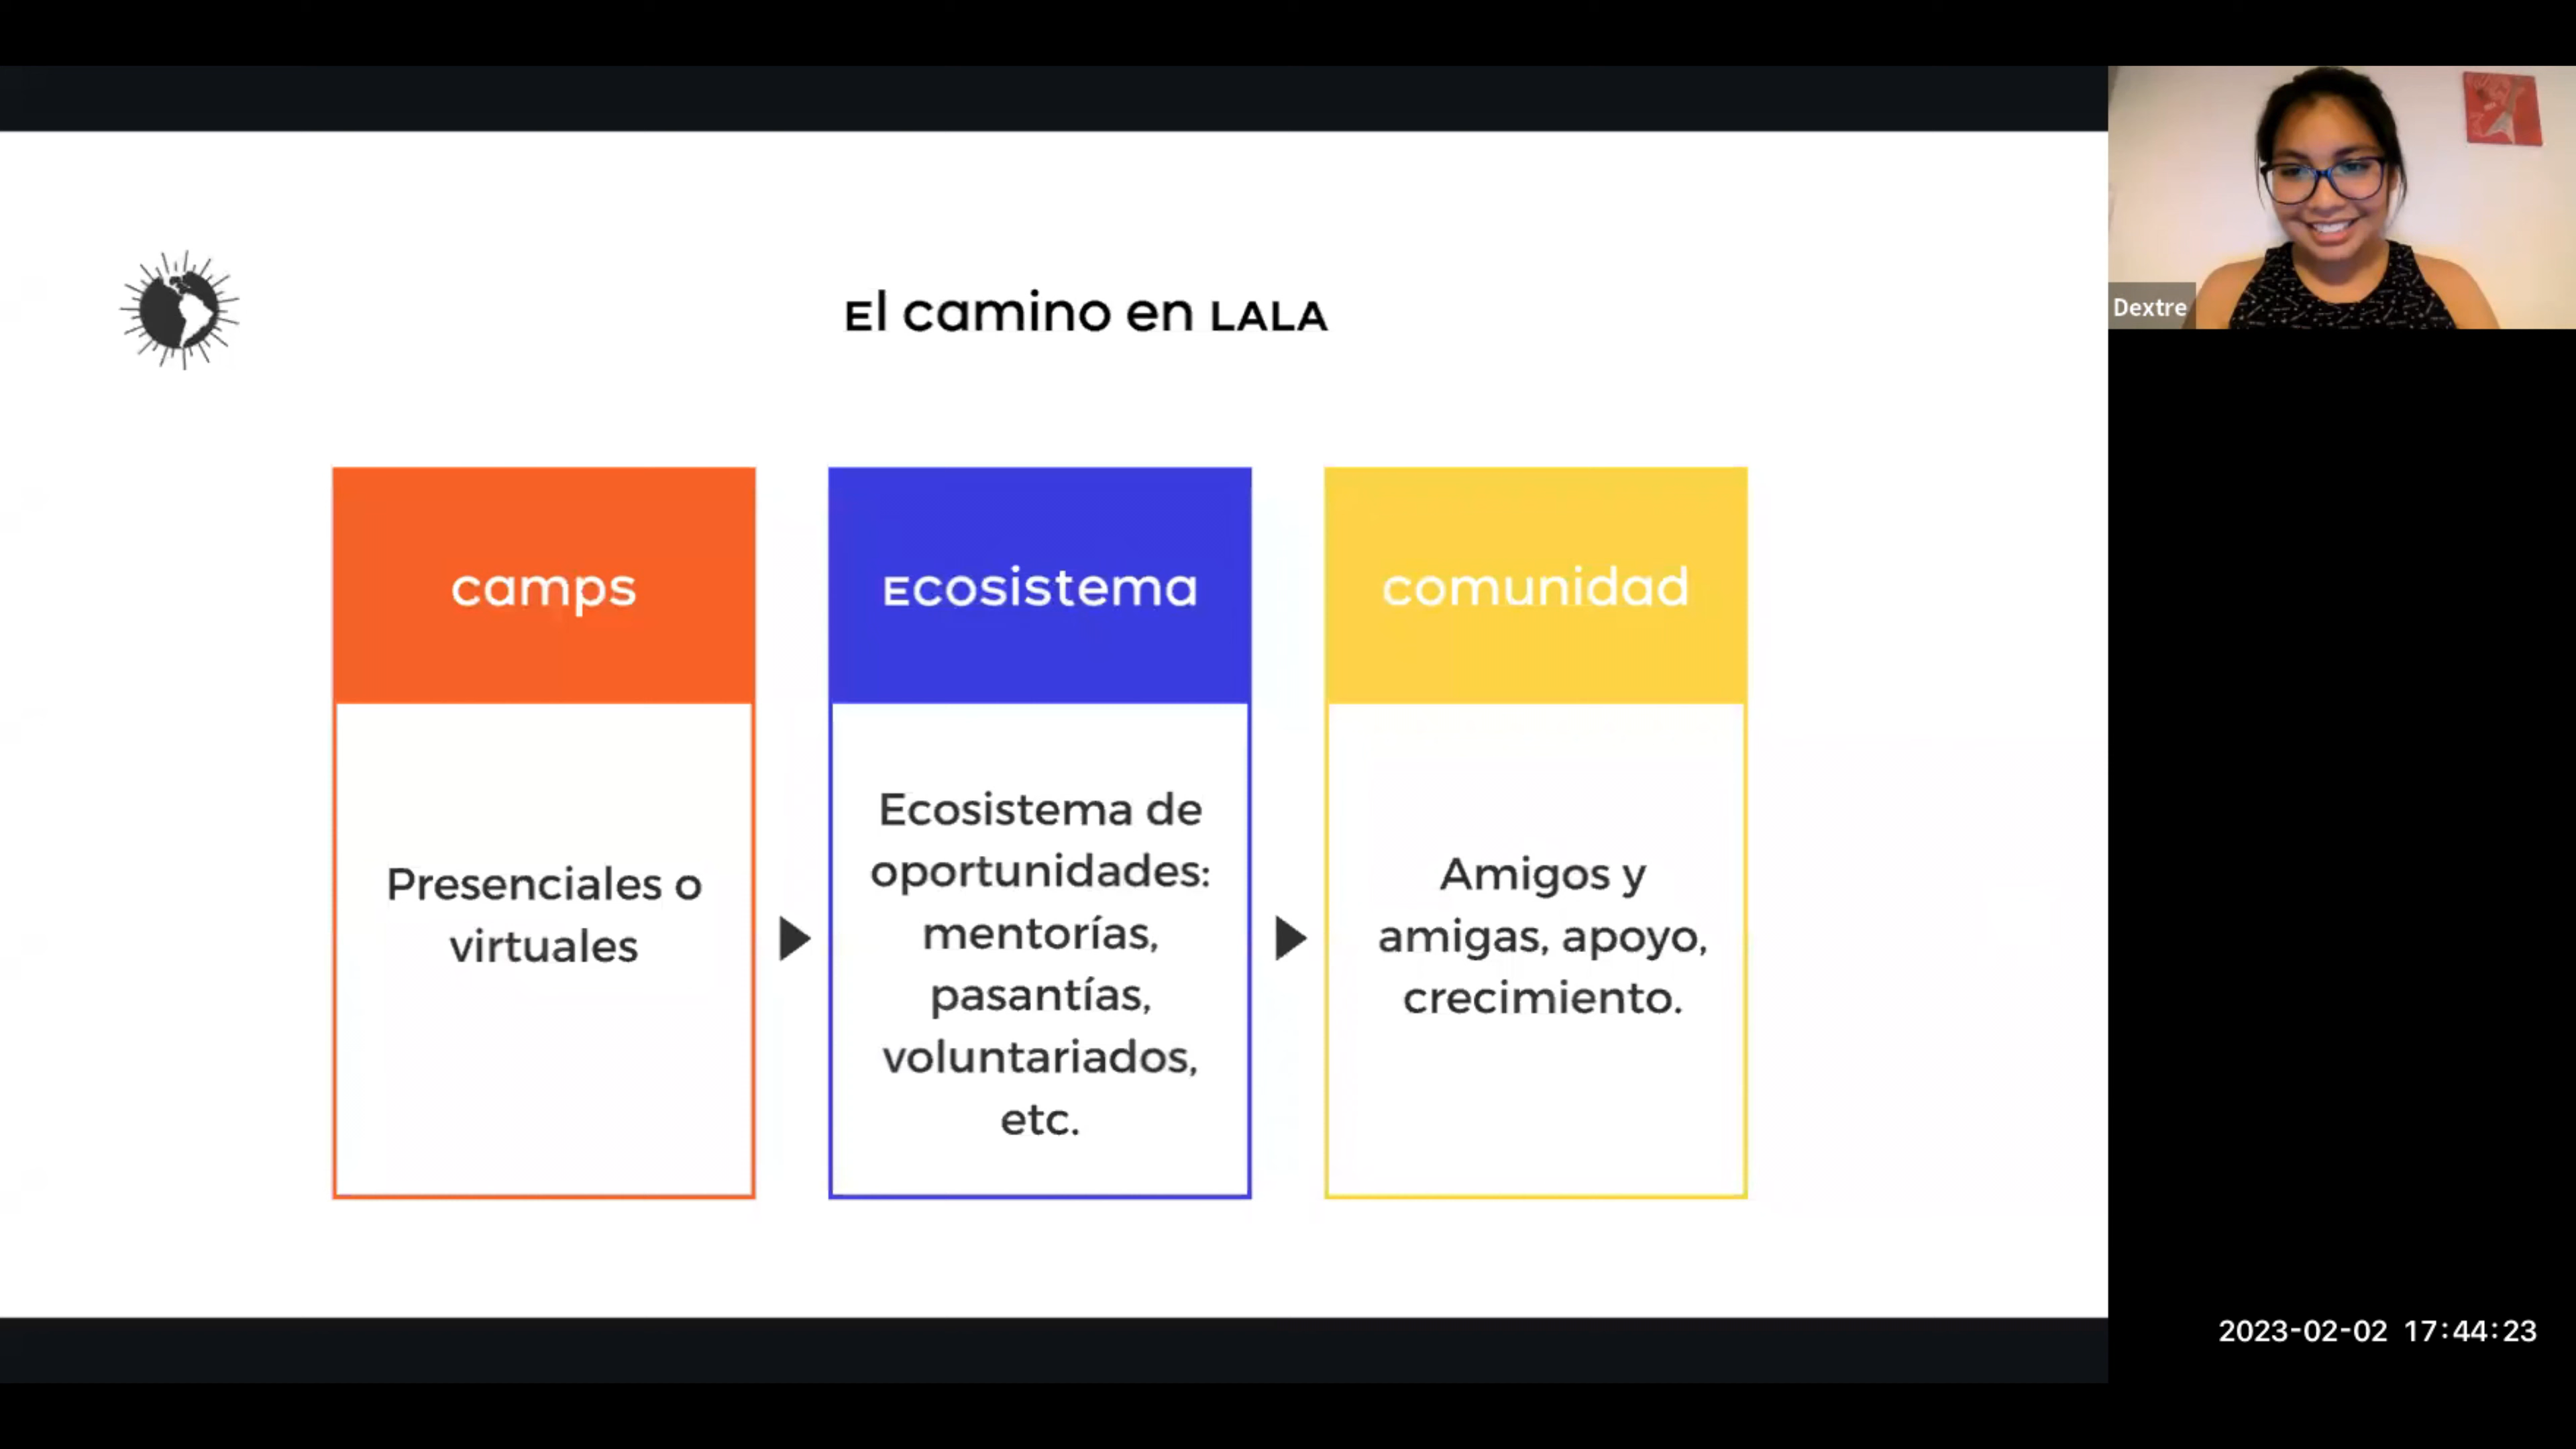 El camino en LALA
camps
Presenciales o
virtuales
Ecosistema
Ecosistema de
oportunidades:
mentorías,
pasantías,
voluntariados,
etc.
comunidad
Amigos y
amigas, apoyo,
crecimiento.
Dextre
2023-02-02 17:44:23